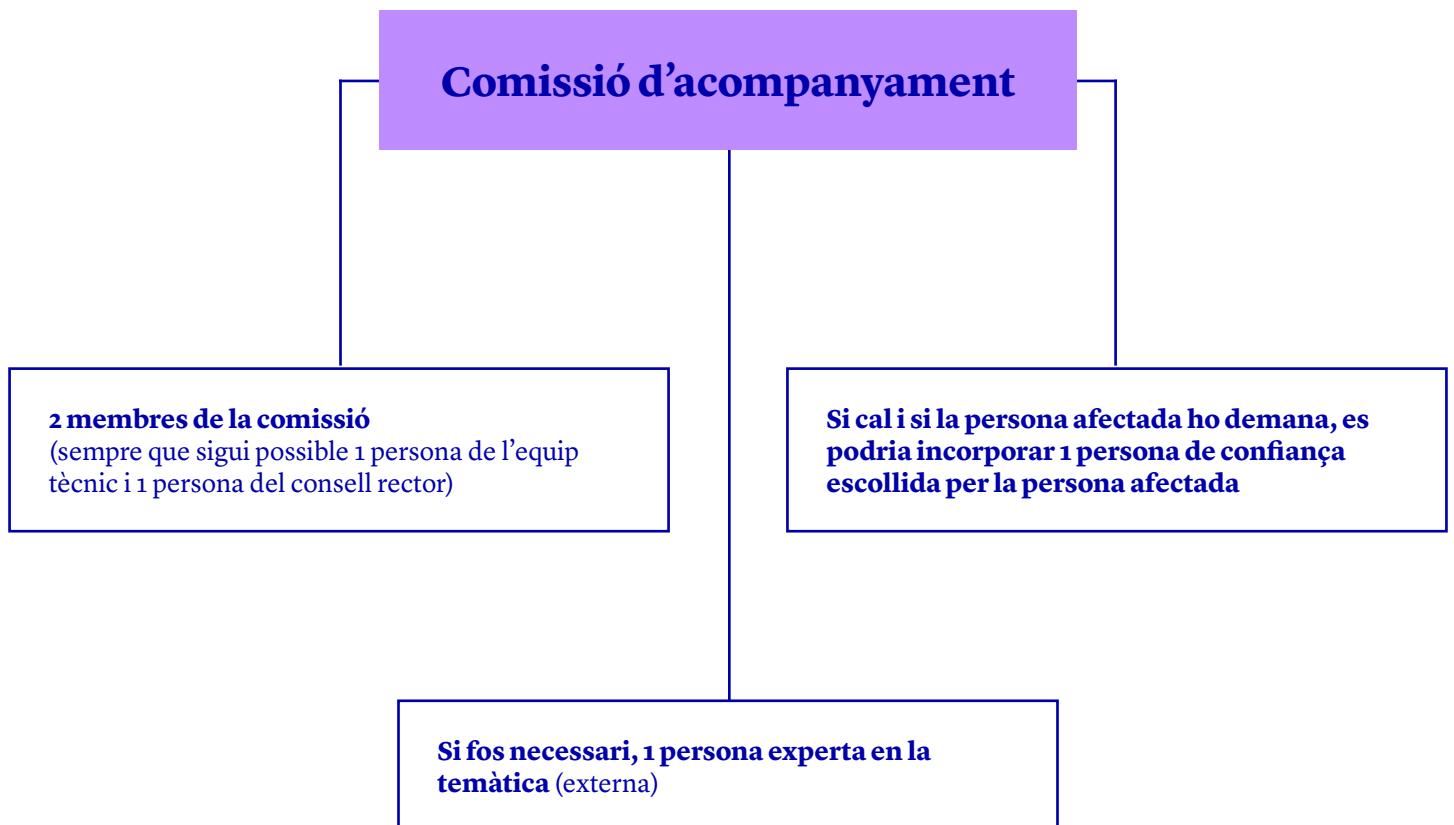 Comissió d’acompanyament
2 membres de la comissió
(sempre que sigui possible 1 persona de l’equip
tècnic i 1 persona del consell rector)
Si cal i si la persona afectada ho demana, es
podria incorporar 1 persona de confiança
escollida per la persona afectada
Si fos necessari, 1 persona experta en la
temàtica (externa)